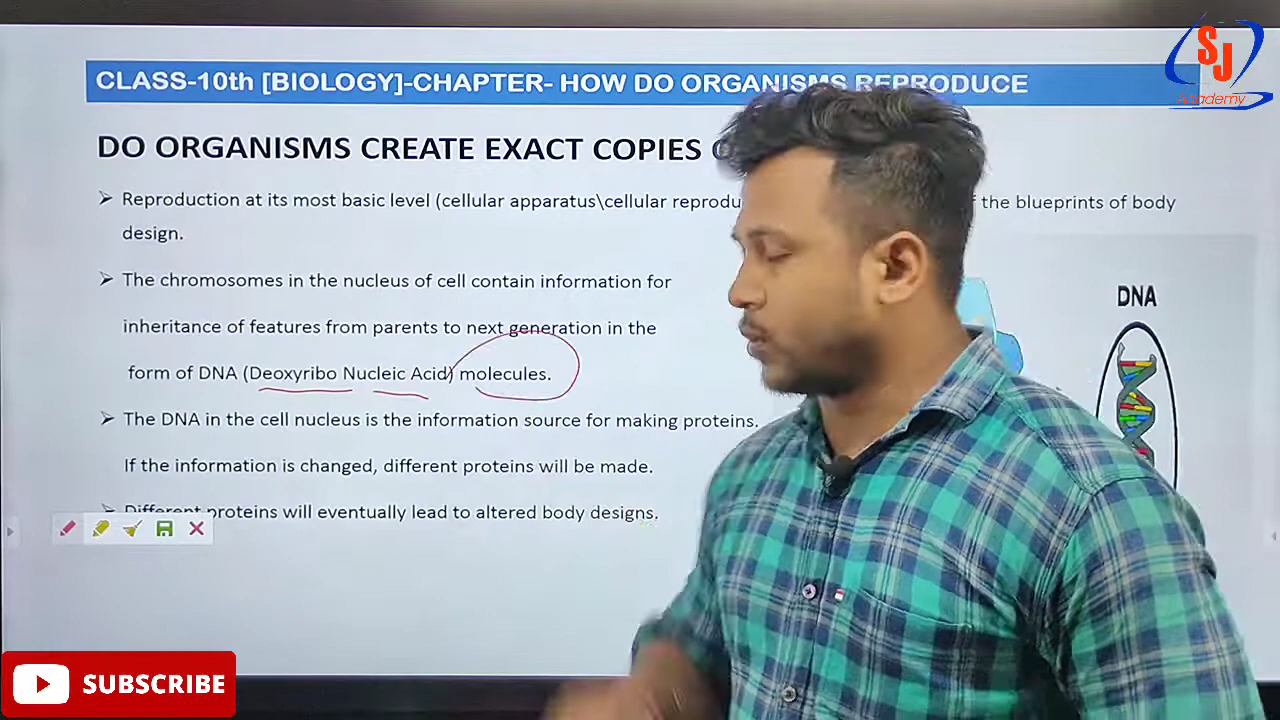 SJ
Academy
CLASS-10th [BIOLOGY]-CHAPTER- HOW DO ORGANISMS REPRODUCE
DO ORGANISMS CREATE EXACT COPIES
➢ Reproduction at its most basic level (cellular apparatus\cellular the blueprints of body
design.
➢ The chromosomes in the nucleus of cell contain information for
inheritance of features from parents to next generation in the
form of DNA (Deoxyribo Nucleic Acid) molecules.
➢ The DNA in the cell nucleus is the information source for making proteins.
If the information is changed, different proteins will be made.
➢ Different proteins will eventually lead to altered body designs.
DNA
SUBSCRIBE